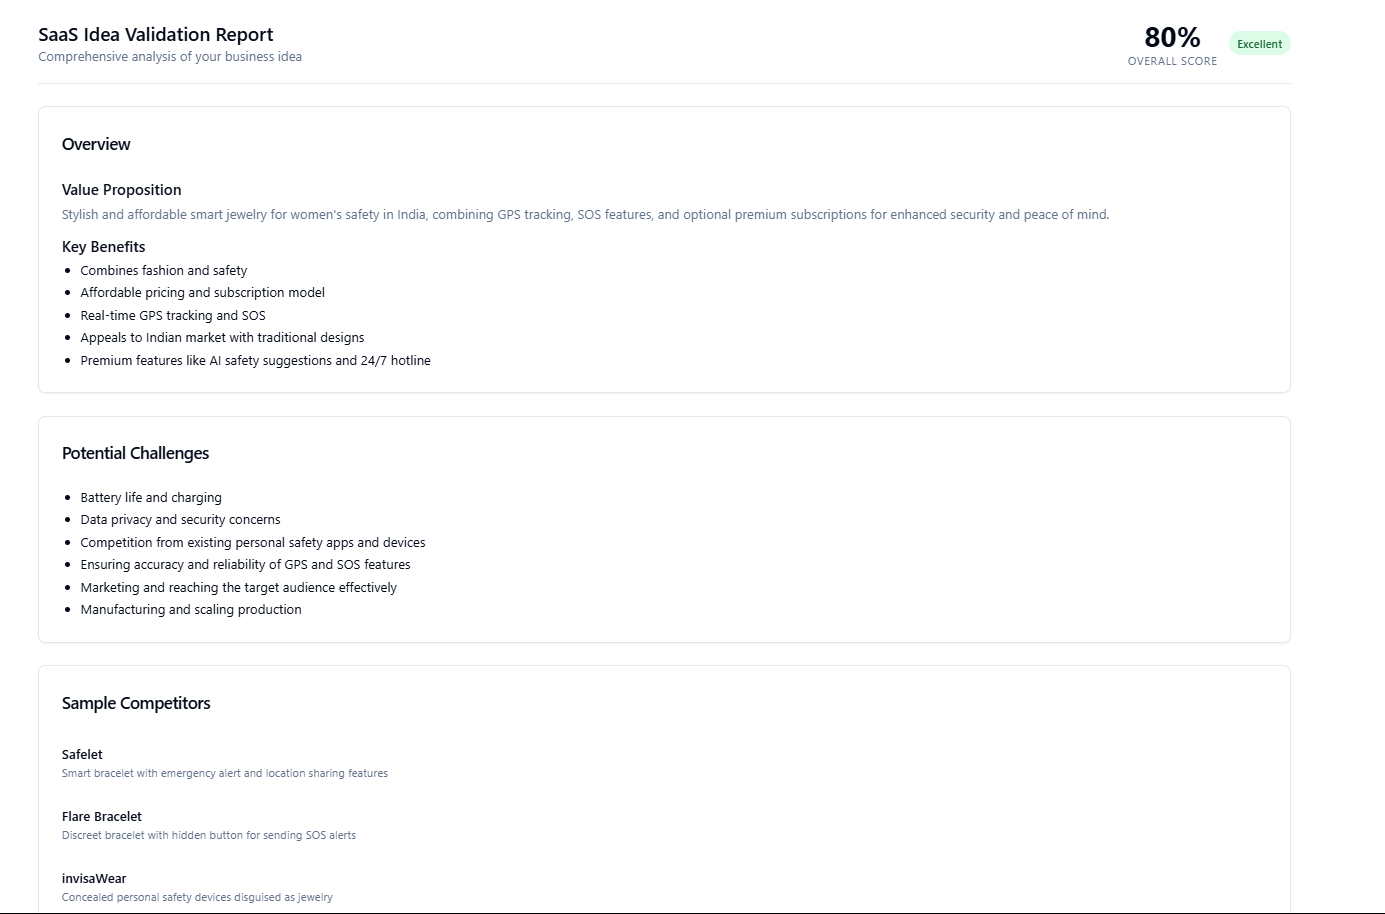 SaaS Idea Validation Report
Comprehensive analysis of your business idea
80%
OVERALL SCORE
Excellent
Overview
Value Proposition
Stylish and affordable smart jewelry for women's safety in India, combining GPS tracking, SOS features, and optional premium subscriptions for enhanced security and peace of mind.
Key Benefits
Combines fashion and safety
Affordable pricing and subscription model
Real-time GPS tracking and SOS
Appeals to Indian market with traditional designs
Premium features like AI safety suggestions and 24/7 hotline
Potential Challenges
Battery life and charging
Data privacy and security concerns
Competition from existing personal safety apps and devices
Ensuring accuracy and reliability of GPS and SOS features
Marketing and reaching the target audience effectively
Manufacturing and scaling production
Sample Competitors
Safelet
Smart bracelet with emergency alert and location sharing features
Flare Bracelet
Discreet bracelet with hidden button for sending SOS alerts
invisaWear
Concealed personal safety devices disguised as jewelry